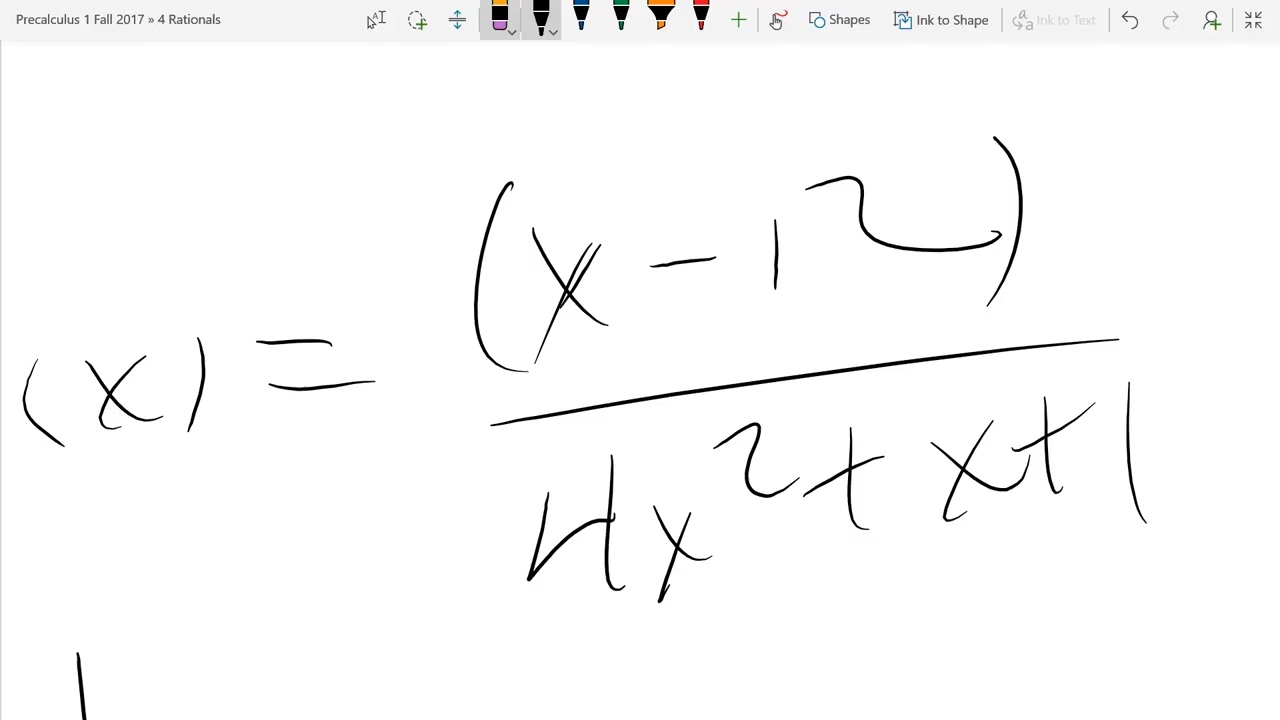 Precalculus 1 Fall 2017 » 4 Rationals
Shapes
Ink to Shape
Ink to Text
(x - 1²)
(x) =
4x² + x + 1